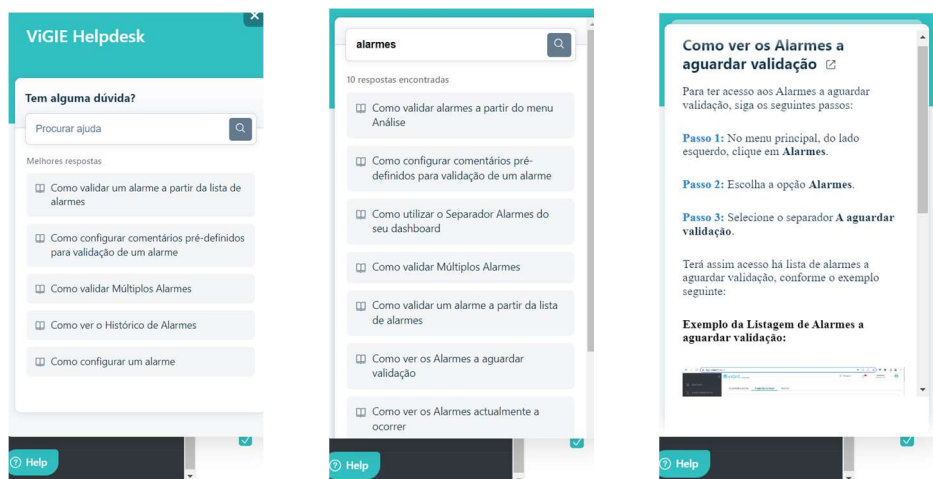 ViGIE Helpdesk
Tem alguma dúvida?
Procurar ajuda
Melhores respostas
Como validar um alarme a partir da lista de
alarmes
Como configurar comentários pré-definidos
para validação de um alarme
Como validar Múltiplos Alarmes
Como ver o Histórico de Alarmes
Como configurar um alarme
Help
alarmes
10 respostas encontradas
Como validar alarmes a partir do menu
Análise
Como configurar comentários pré-
definidos para validação de um alarme
Como utilizar o Separador Alarmes do
seu dashboard
Como validar Múltiplos Alarmes
Como validar um alarme a partir da lista
de alarmes
Como ver os Alarmes a aguardar
validação
Como ver os Alarmes actualmente a
ocorrer
Help
Como ver os Alarmes a
aguardar validação
Para ter acesso aos Alarmes a aguardar
validação, siga os seguintes passos:
Passo 1: No menu principal, do lado
esquerdo, clique em Alarmes.
Passo 2: Escolha a opção Alarmes.
Passo 3: Selecione o separador A aguardar
validação.
Terá assim acesso há lista de alarmes a
aguardar validação, conforme o exemplo
seguinte:
Exemplo da Listagem de Alarmes a
aguardar validação:
Help